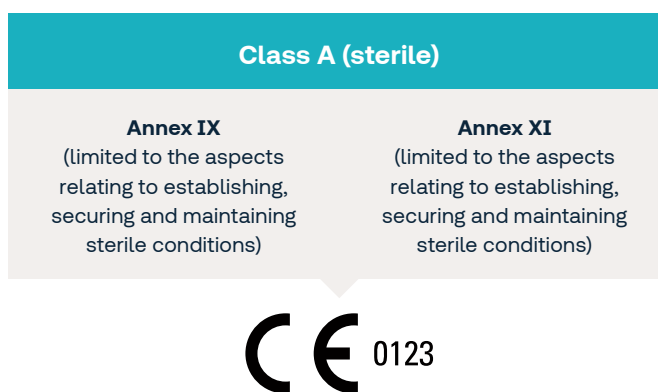 Class A (sterile)
Annex IX
(limited to the aspects
relating to establishing,
securing and maintaining
sterile conditions)
Annex XI
(limited to the aspects
relating to establishing,
securing and maintaining
sterile conditions)
CE 0123